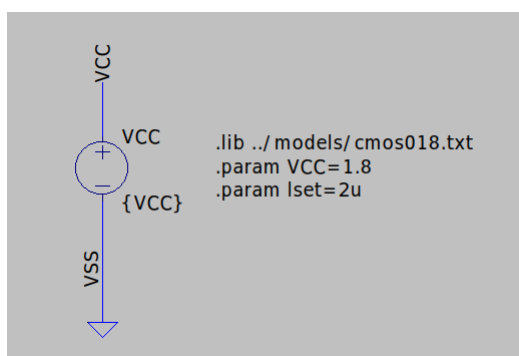 VCC
VCC
{VCC}
VSS
.lib ../models/cmos018.txt
.param VCC=1.8
.param Iset=2u